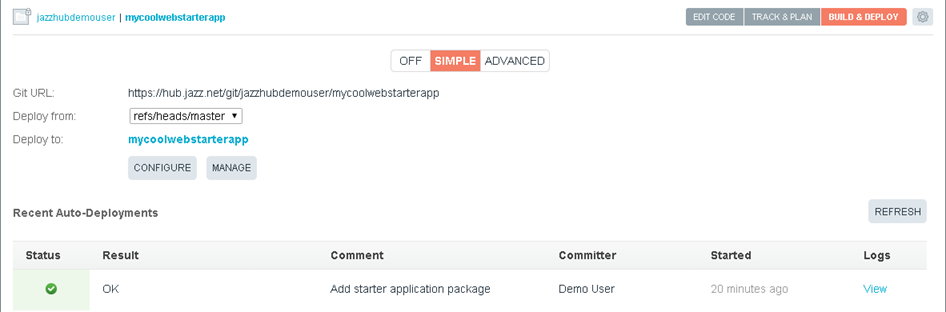 jazzhubdemouser | mycoolwebstarterapp EDIT CODE TRACK & PLAN BUILD & DEPLOY
OFF SIMPLE ADVANCED
Git URL: https://hub.jazz.net/git/jazzhubdemouser/mycoolwebstarterapp
Deploy from: refs/heads/master
Deploy to: mycoolwebstarterapp
CONFIGURE MANAGE
Recent Auto-Deployments REFRESH
Status Result Comment Committer Started Logs
OK Add starter application package Demo User 20 minutes ago View